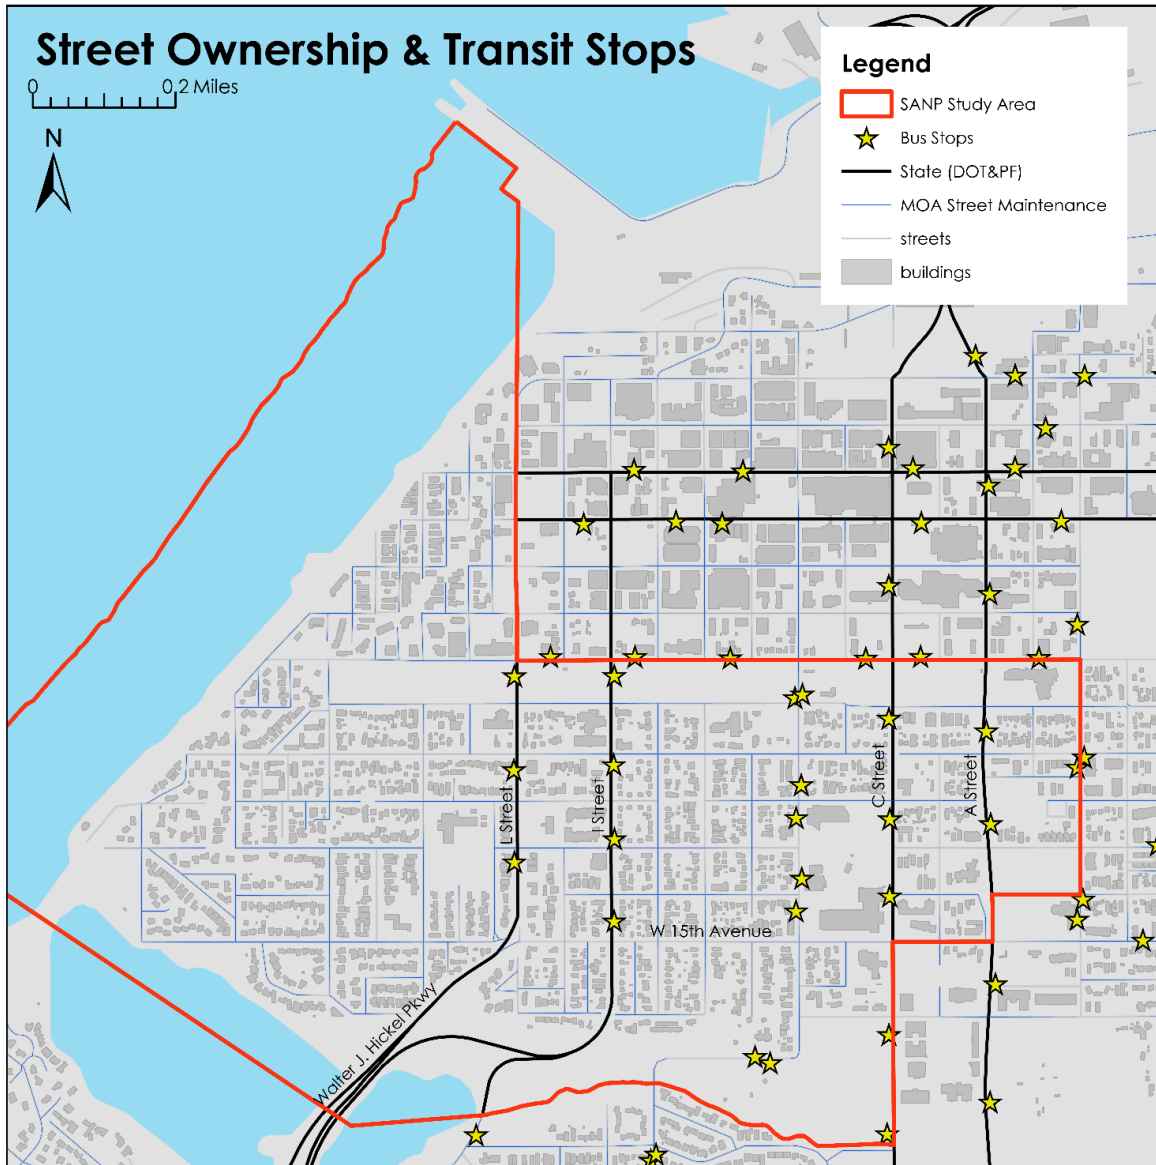 Street Ownership & Transit Stops
0 0.2 Miles
N
Legend
SANP Study Area
Bus Stops
State (DOT&PF)
MOA Street Maintenance
streets
buildings
L Street
I Street
C Street
A Street
W 15th Avenue
Walter J. Hickel Pkwy